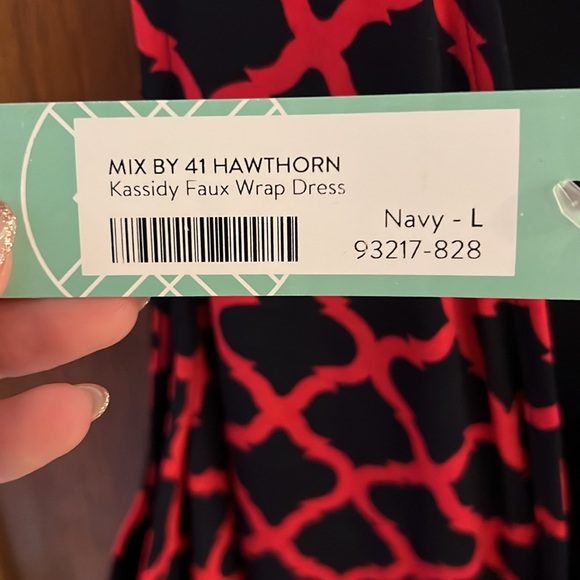 MIX BY 41 HAWTHORN
Kassidy Faux Wrap Dress
Navy - L
93217-828